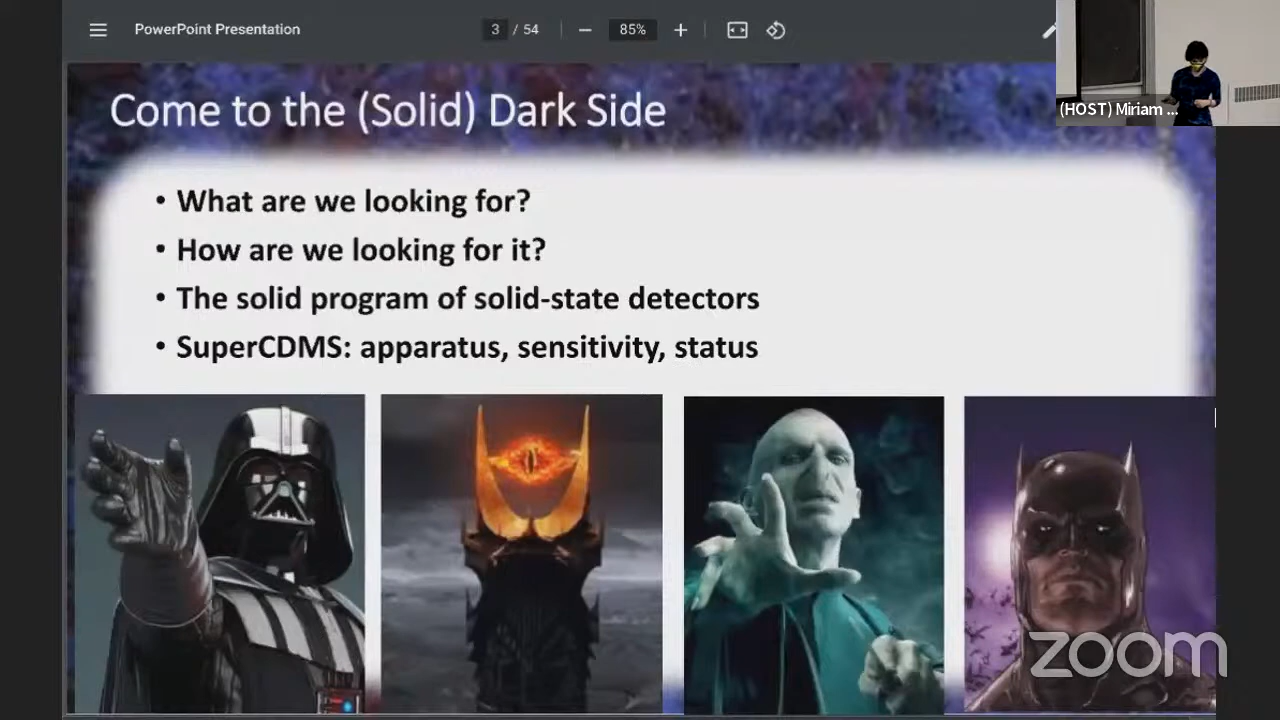 PowerPoint Presentation
3 / 54
85%
(HOST) Miriam ...
Come to the (Solid) Dark Side
• What are we looking for?
• How are we looking for it?
• The solid program of solid-state detectors
• SuperCDMS: apparatus, sensitivity, status
zoom